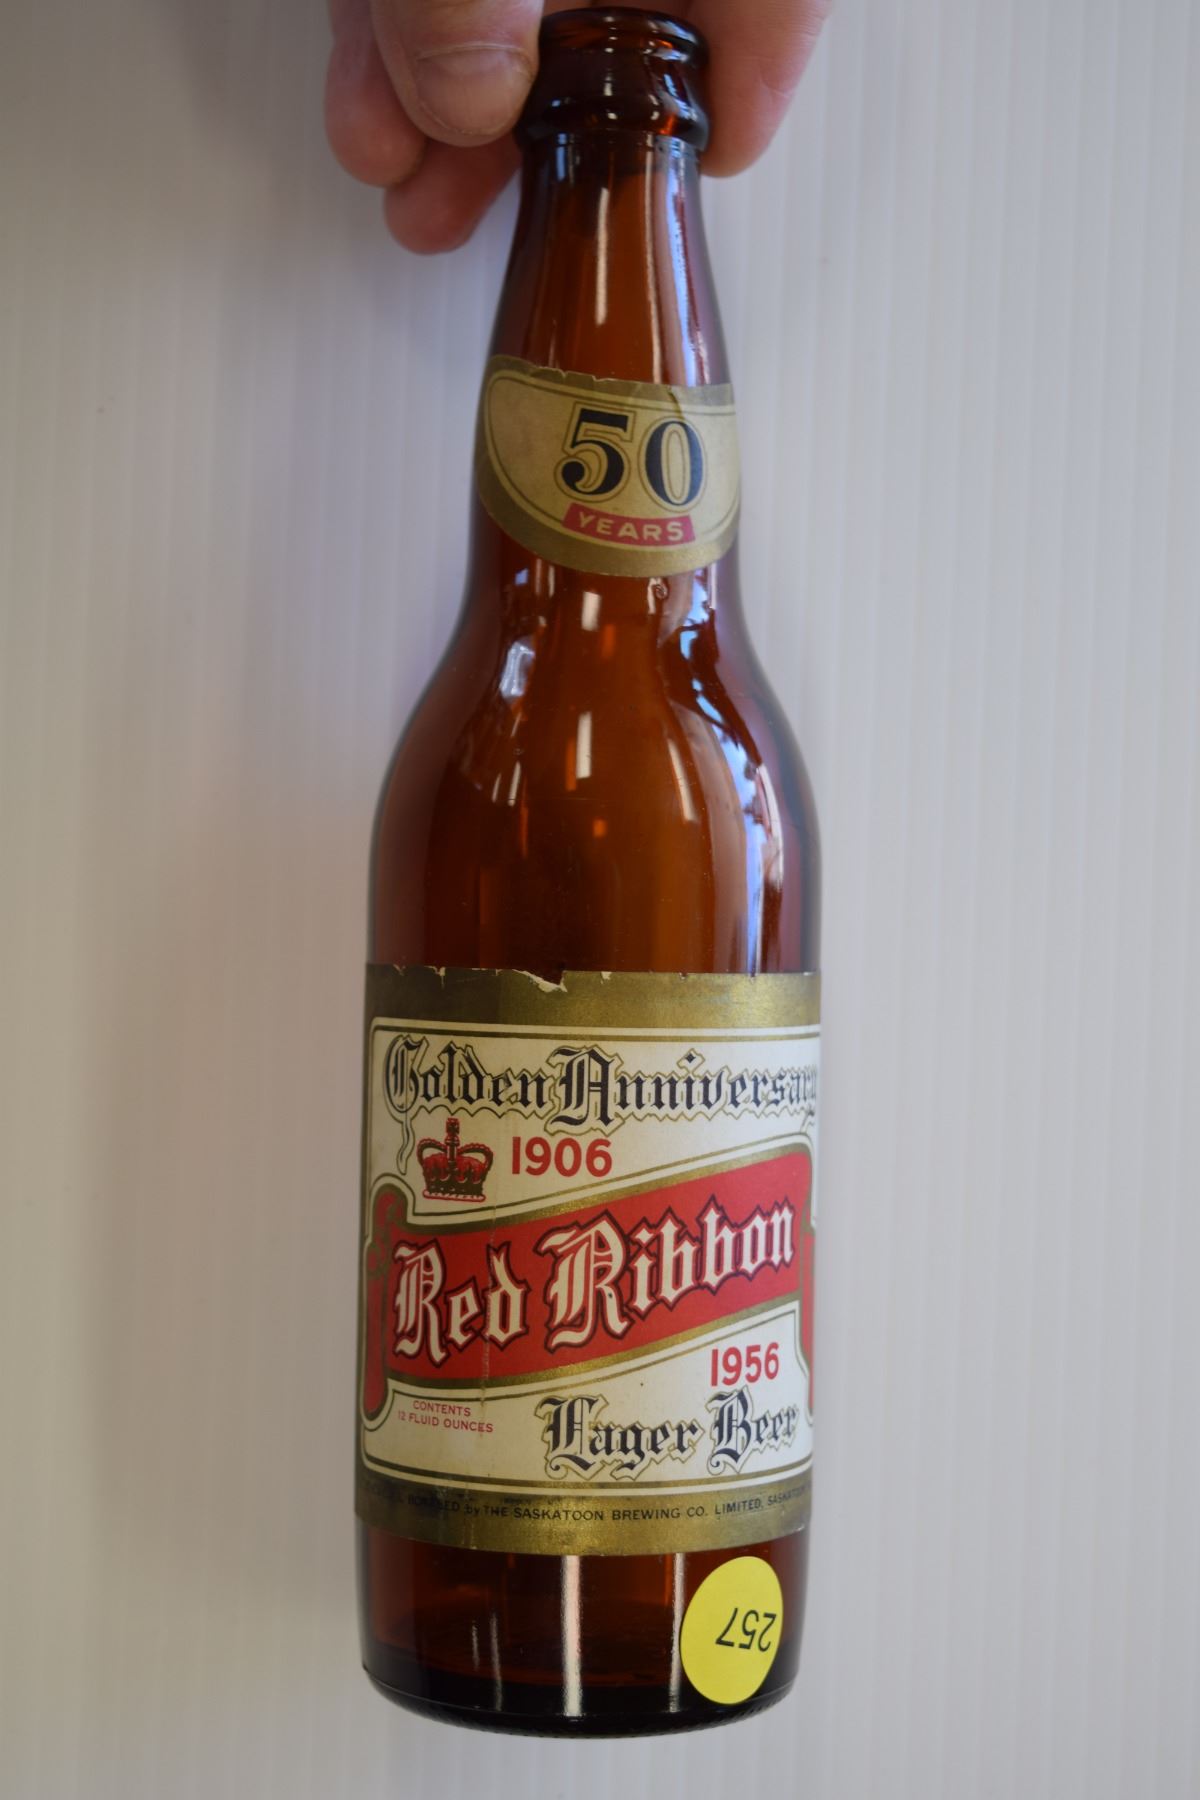 50
YEARS
Golden Anniversary
1906
Red Ribbon
1956
CONTENTS
12 FLUID OUNCES
Lager Beer
BOTTLED by THE SASKATOON BREWING CO. LIMITED, SASKATOON
257